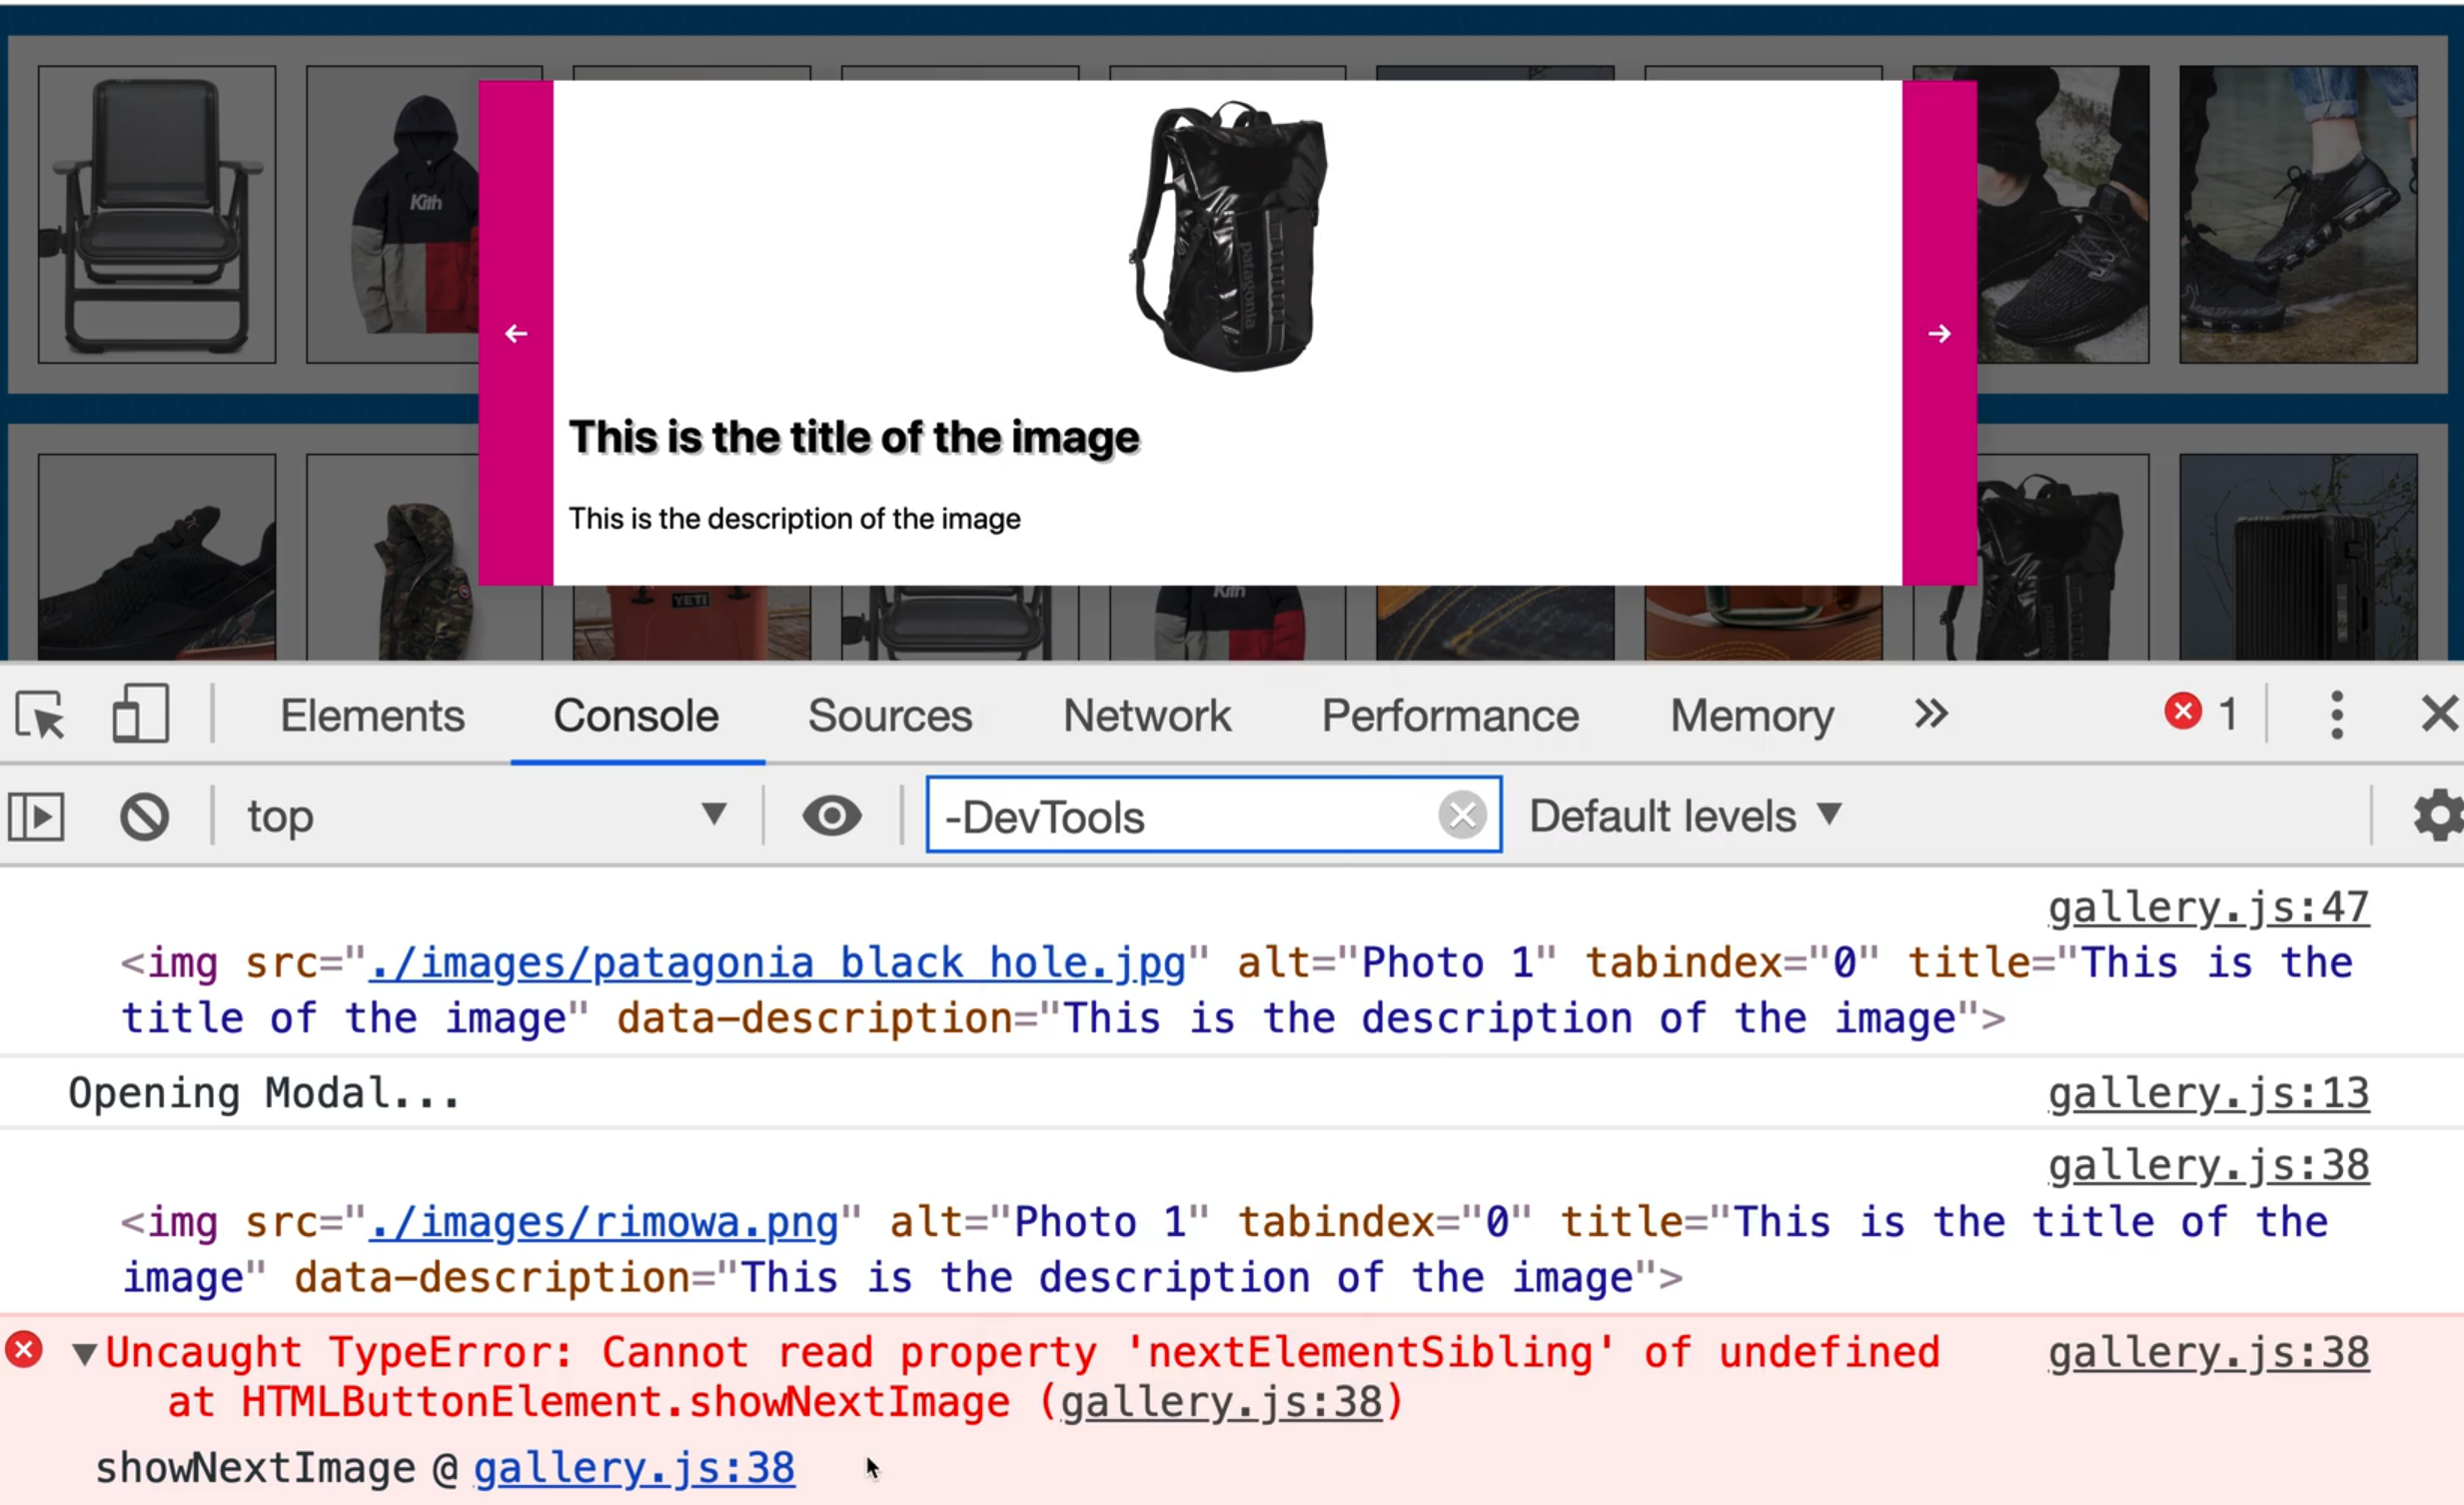 Kith
patagonia
This is the title of the image
This is the description of the image
YETI
Kith
Elements Console Sources Network Performance Memory 1
top -DevTools Default levels
gallery.js:47
<img src="./images/patagonia black hole.jpg" alt="Photo 1" tabindex="0" title="This is the
title of the image" data-description="This is the description of the image">
Opening Modal... gallery.js:13
gallery.js:38
<img src="./images/rimowa.png" alt="Photo 1" tabindex="0" title="This is the title of the
image" data-description="This is the description of the image">
Uncaught TypeError: Cannot read property 'nextElementSibling' of undefined gallery.js:38
at HTMLButtonElement.showNextImage (gallery.js:38)
showNextImage @ gallery.js:38